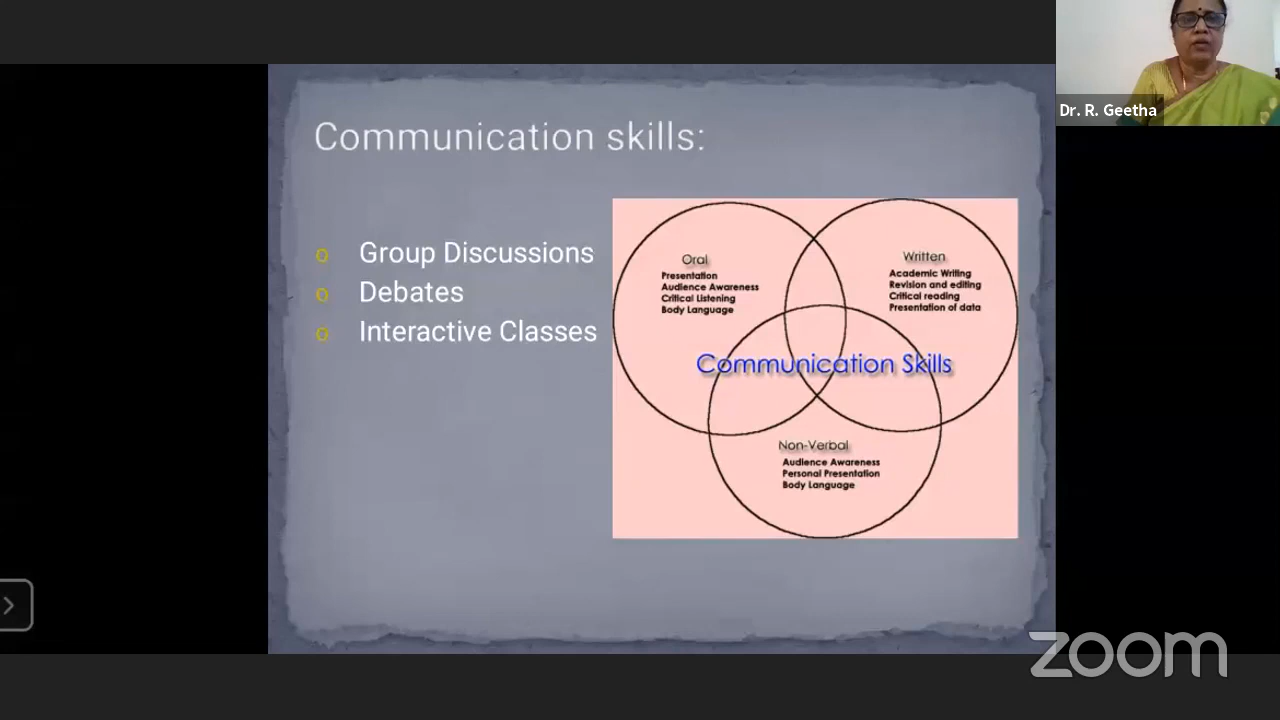 Dr. R. Geetha
Communication skills:
o Group Discussions
o Debates
o Interactive Classes
Oral
Presentation
Audience Awareness
Critical Listening
Body Language
Written
Academic Writing
Revision and editing
Critical reading
Presentation of data
Communication Skills
Non-Verbal
Audience Awareness
Personal Presentation
Body Language
zoom